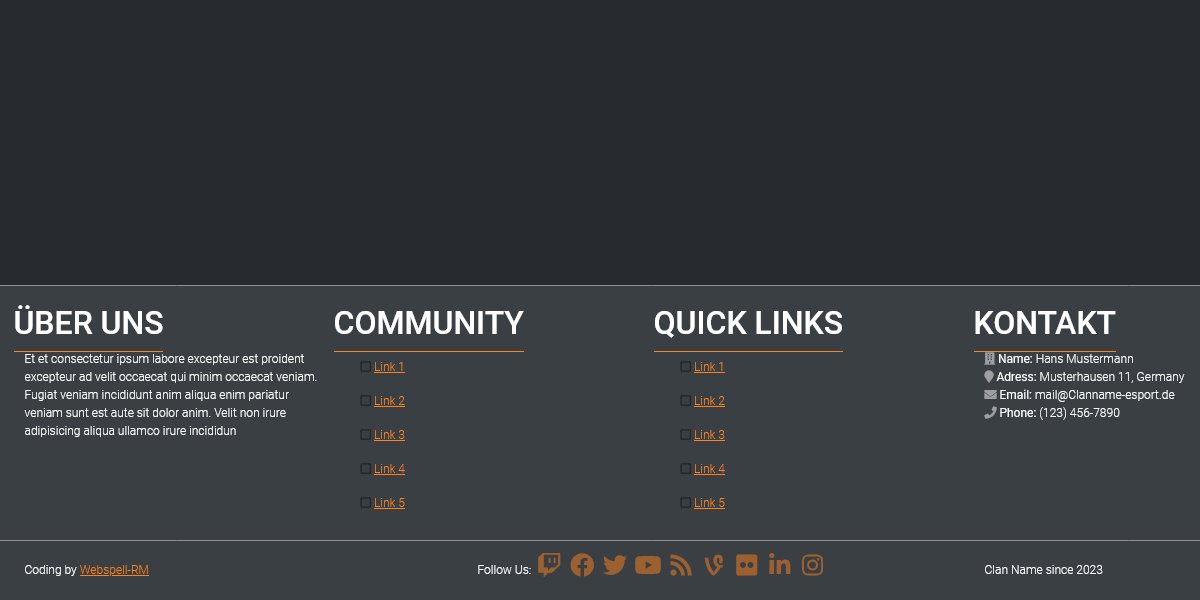 ÜBER UNS
Et et consectetur ipsum labore excepteur est proident
excepteur ad velit occaecat qui minim occaecat veniam.
Fugiat veniam incididunt anim aliqua enim pariatur
veniam sunt est aute sit dolor anim. Velit non irure
adipisicing aliqua ullamco irure incididun
COMMUNITY
Link 1
Link 2
Link 3
Link 4
Link 5
QUICK LINKS
Link 1
Link 2
Link 3
Link 4
Link 5
KONTAKT
Name: Hans Mustermann
Adress: Musterhausen 11, Germany
Email: mail@Clanname-esport.de
Phone: (123) 456-7890
Coding by Webspell-RM
Follow Us:
Clan Name since 2023